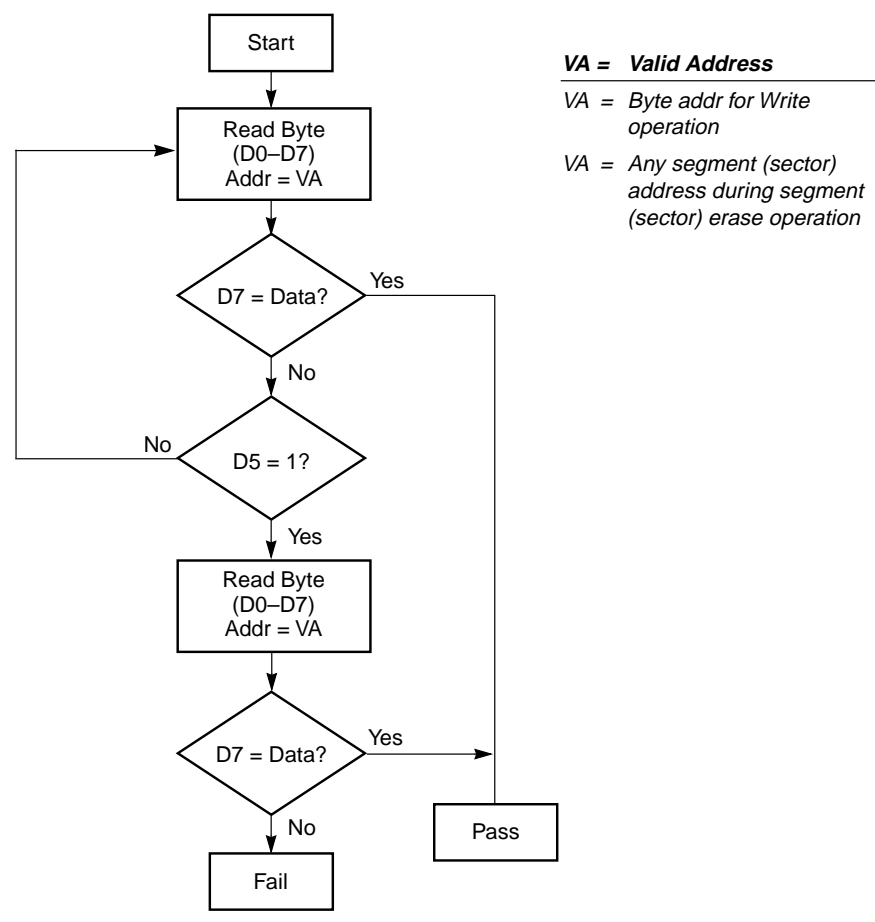 Start
Read Byte
(D0–D7)
Addr = VA
D7 = Data?
Yes
No
D5 = 1?
No
Yes
Read Byte
(D0–D7)
Addr = VA
D7 = Data?
Yes
No
Pass
Fail
VA = Valid Address
VA = Byte addr for Write
operation
VA = Any segment (sector)
address during segment
(sector) erase operation